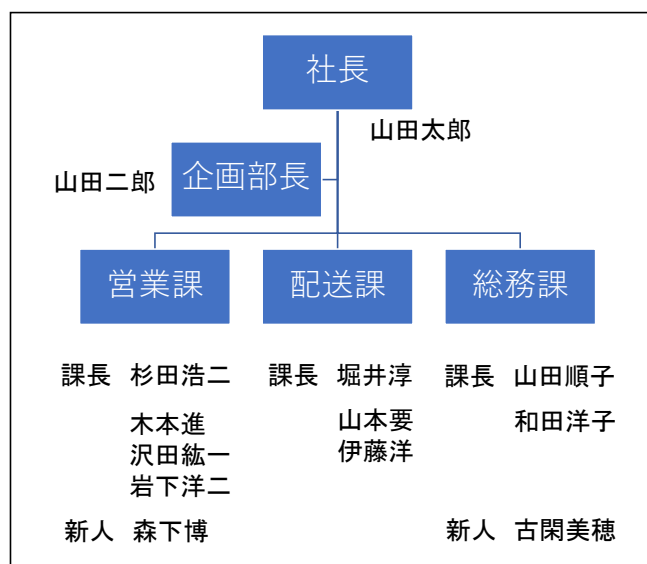 社長
山田太郎
山田二郎
企画部長
営業課
配送課
総務課
課長 杉田浩二
木本進
沢田紘一
岩下洋二
新人 森下博
課長 堀井淳
山本要
伊藤洋
課長 山田順子
和田洋子
新人 古閑美穂